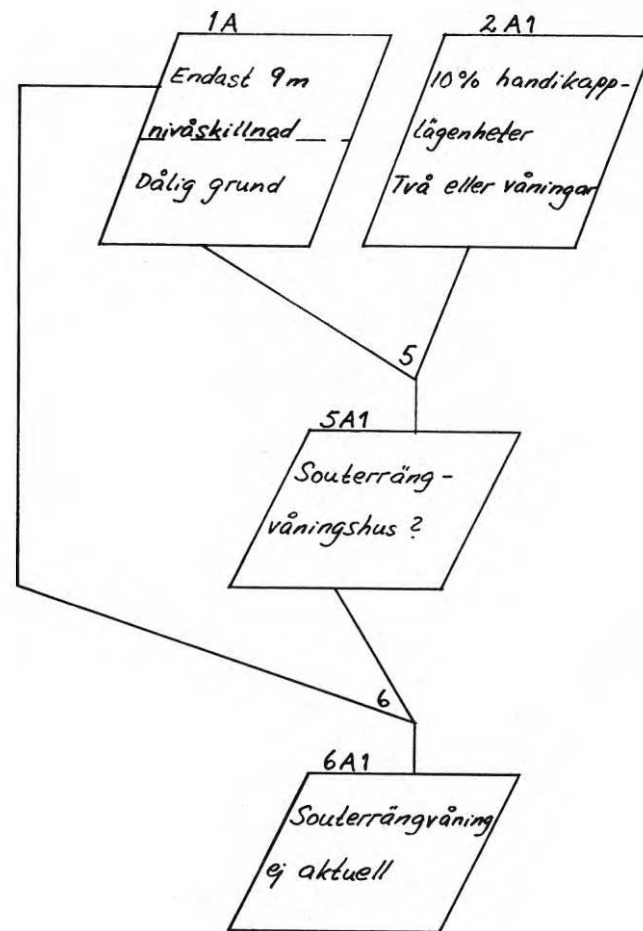 1A
Endast 9m
nivåskillnad
Dålig grund
2A1
10% handikapp-
lägenheter
Två eller våningar
5
5A1
Souterräng-
våningshus?
6
6A1
Souterrängvåning
ej aktuell